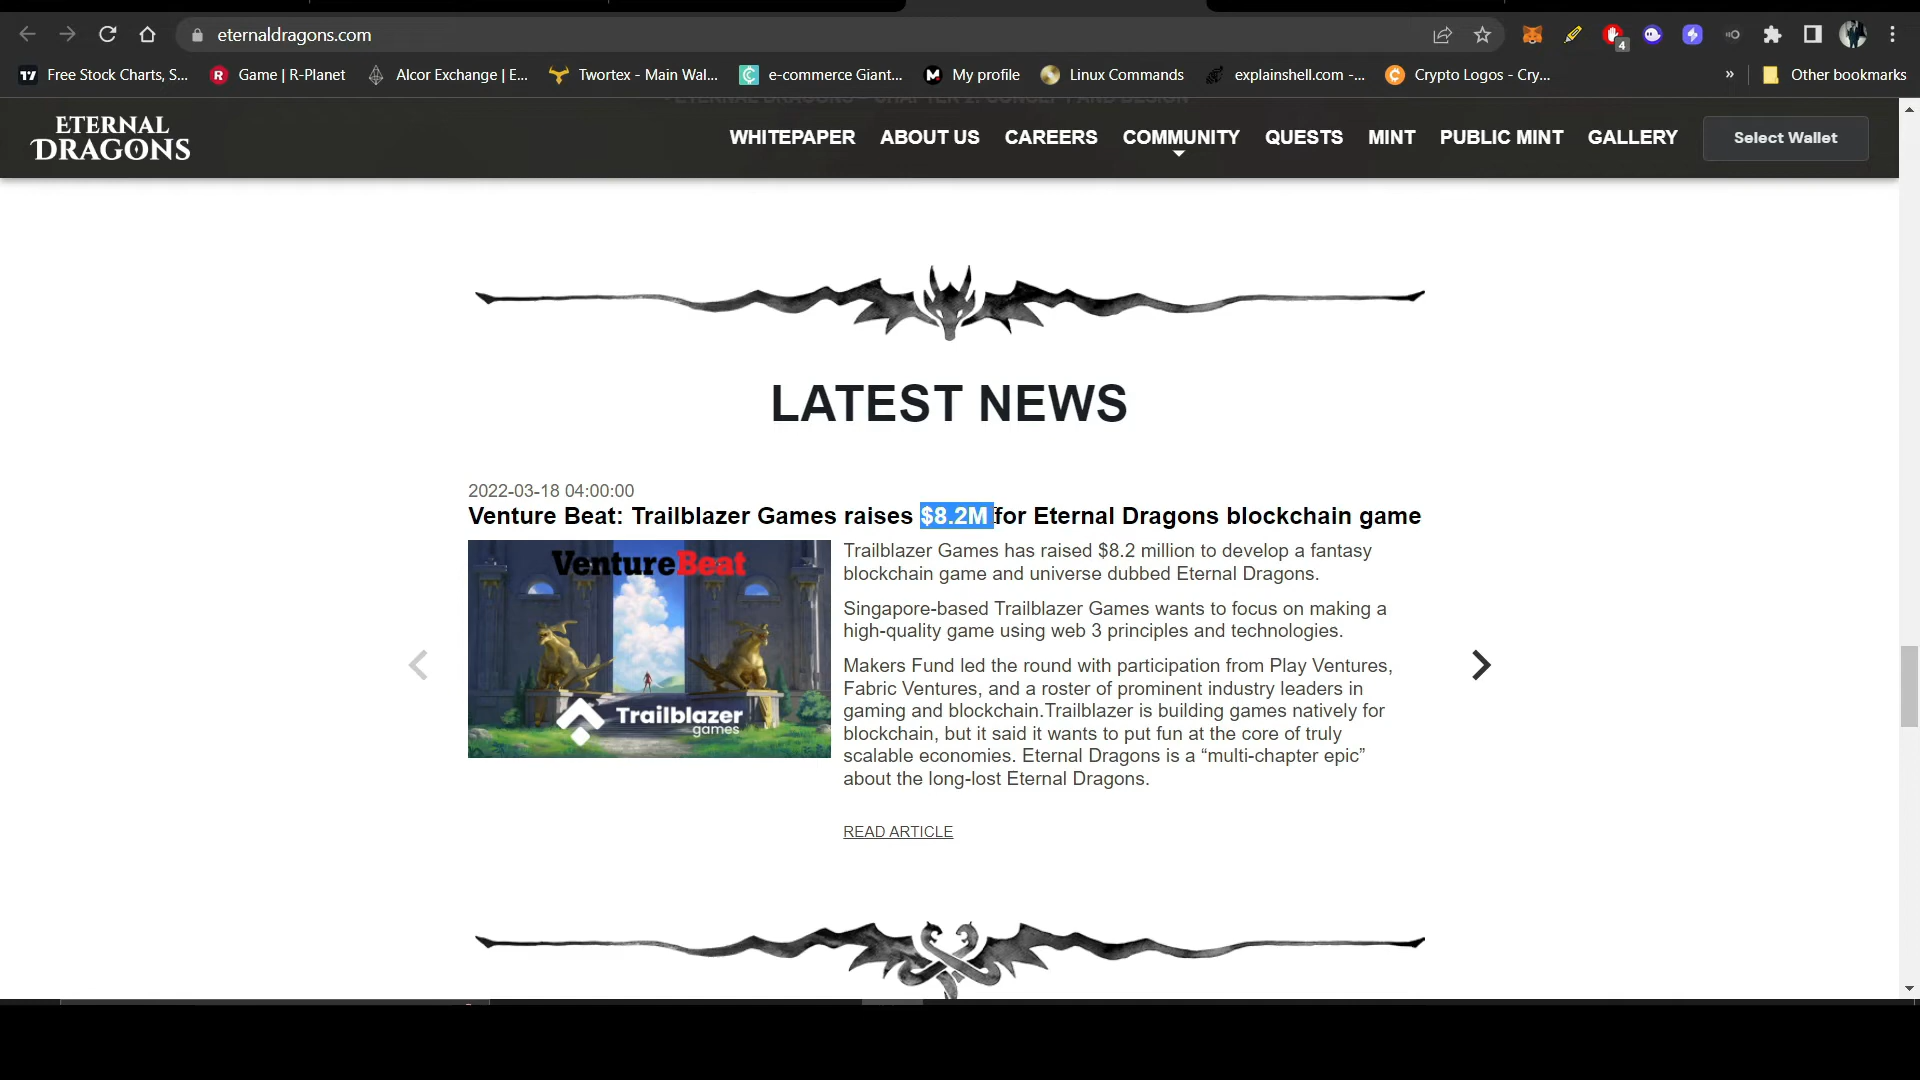 eternaldragons.com
4
Free Stock Charts, S...
Game | R-Planet
Alcor Exchange | E...
Twortex - Main Wal...
e-commerce Giant...
My profile
Linux Commands
explainshell.com -...
Crypto Logos - Cry...
»
Other bookmarks
ETERNAL DRAGONS – CHAPTER 2: CONCEPT AND DESIGN
ETERNAL
DRAGONS
WHITEPAPER
ABOUT US
CAREERS
COMMUNITY
QUESTS
MINT
PUBLIC MINT
GALLERY
Select Wallet
LATEST NEWS
2022-03-18 04:00:00
Venture Beat: Trailblazer Games raises $8.2M for Eternal Dragons blockchain game
VentureBeat
Trailblazer
games
Trailblazer Games has raised $8.2 million to develop a fantasy
blockchain game and universe dubbed Eternal Dragons.
Singapore-based Trailblazer Games wants to focus on making a
high-quality game using web 3 principles and technologies.
Makers Fund led the round with participation from Play Ventures,
Fabric Ventures, and a roster of prominent industry leaders in
gaming and blockchain.Trailblazer is building games natively for
blockchain, but it said it wants to put fun at the core of truly
scalable economies. Eternal Dragons is a “multi-chapter epic”
about the long-lost Eternal Dragons.
READ ARTICLE